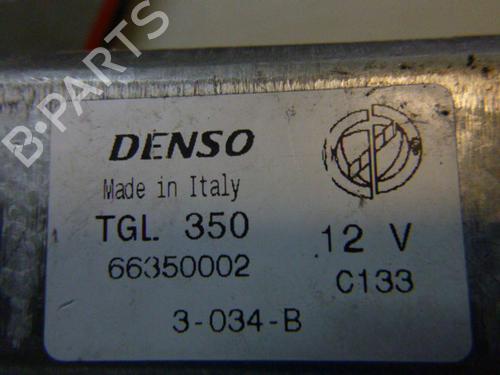 B-PARTS
DENSO
Made in Italy
TGL 350
12 V
66350002
C133
3-034-B